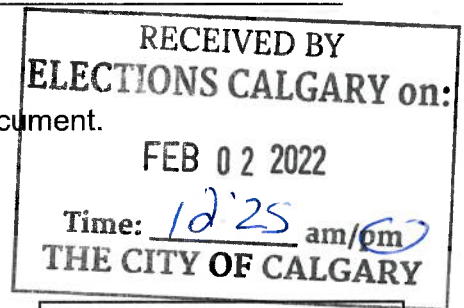 RECEIVED BY
ELECTIONS CALGARY on:
cument.
FEB 02 2022
Time: 12:25 am/pm
THE CITY OF CALGARY